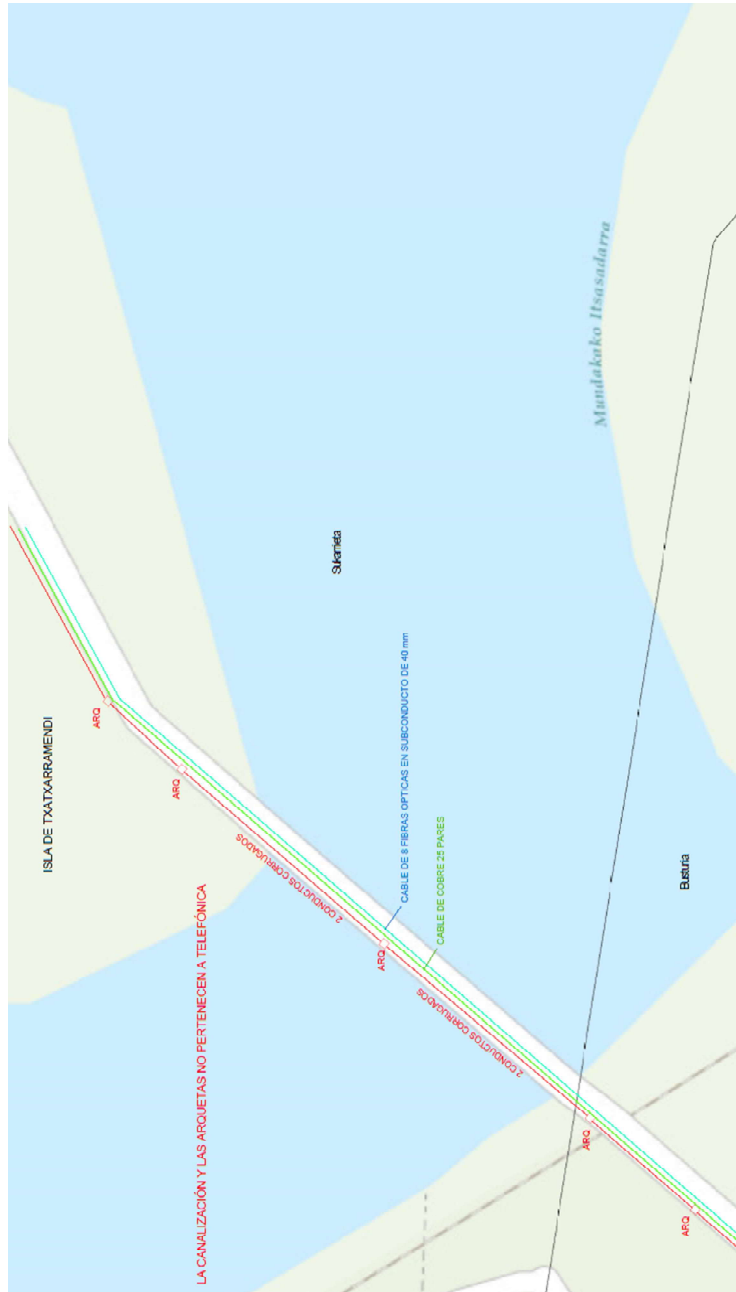 ISLA DE TXATXARRAMENDI
LA CANALIZACIÓN Y LAS ARQUETAS NO PERTENECEN A TELEFÓNICA
ARQ
ARQ
2 CONDUCTOS CORRUGADOS
ARQ
2 CONDUCTOS CORRUGADOS
ARQ
ARQ
Sukarrieta
CABLE DE 8 FIBRAS OPTICAS EN SUBCONDUCTO DE 40 mm
CABLE DE COBRE 25 PARES
Mundakako Itsasadarra
Busturia